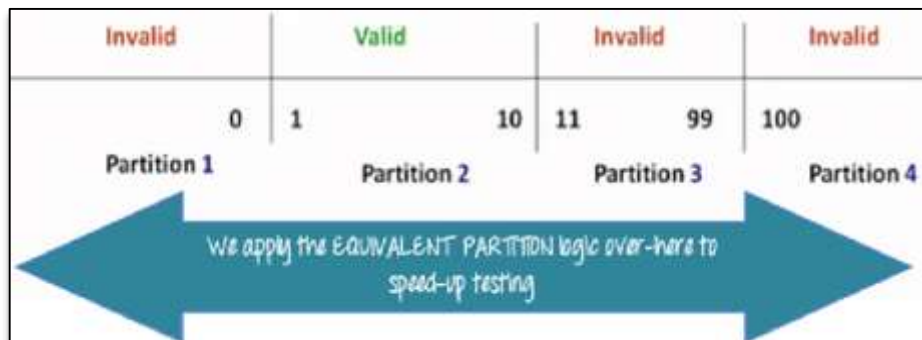 Invalid Valid Invalid Invalid
0 1 10 11 99 100
Partition 1 Partition 2 Partition 3 Partition 4
We apply the EQUIVALENT PARTITION logic over-here to
speed-up testing